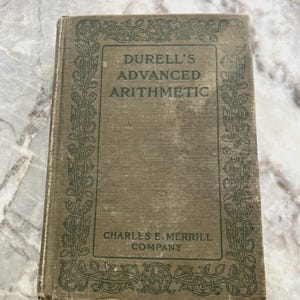 DURELL'S
ADVANCED
ARITHMETIC
CHARLES E. MERRILL
COMPANY